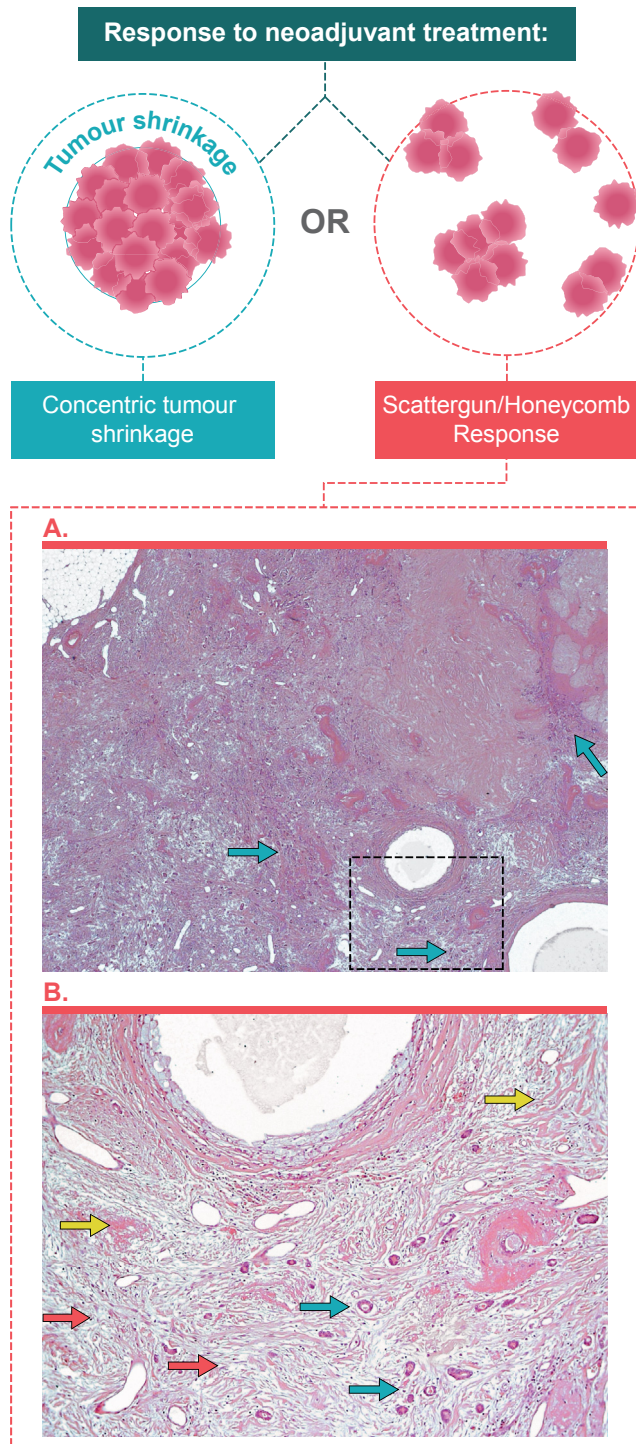 Response to neoadjuvant treatment:
Tumour shrinkage
OR
Concentric tumour
shrinkage
Scattergun/Honeycomb
Response
A.
B.